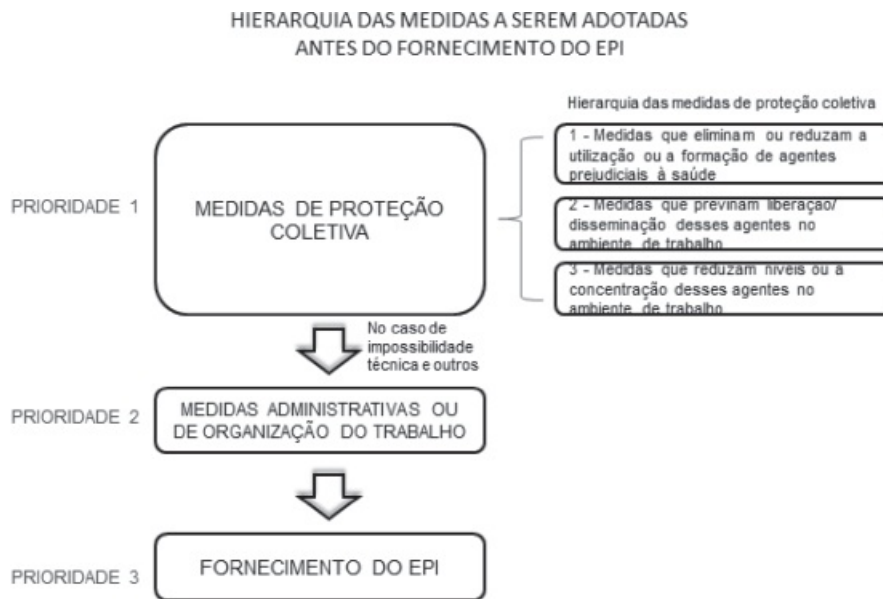 HIERARQUIA DAS MEDIDAS A SEREM ADOTADAS
ANTES DO FORNECIMENTO DO EPI
Hierarquia das medidas de proteção coletiva
PRIORIDADE 1
MEDIDAS DE PROTEÇÃO
COLETIVA
1 - Medidas que eliminam ou reduzam a
utilização ou a formação de agentes
prejudiciais à saúde
2 - Medidas que previnam liberação/
disseminação desses agentes no
ambiente de trabalho
3 - Medidas que reduzam níveis ou a
concentração desses agentes no
ambiente de trabalho
No caso de
impossibilidade
técnica e outros
PRIORIDADE 2
MEDIDAS ADMINISTRATIVAS OU
DE ORGANIZAÇÃO DO TRABALHO
PRIORIDADE 3
FORNECIMENTO DO EPI